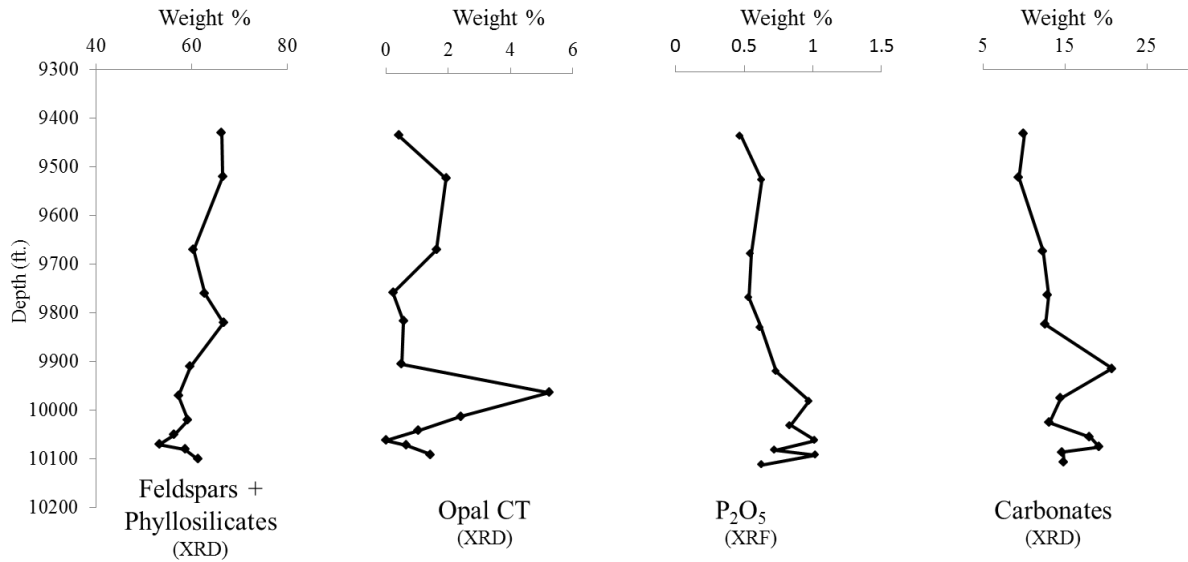 Weight %
40 60 80
Weight %
0 2 4 6
Weight %
0 0.5 1 1.5
Weight %
5 15 25
Depth (ft.)
9300
9400
9500
9600
9700
9800
9900
10000
10100
10200
Feldspars +
Phyllosilicates
(XRD)
Opal CT
(XRD)
P₂O₅
(XRF)
Carbonates
(XRD)